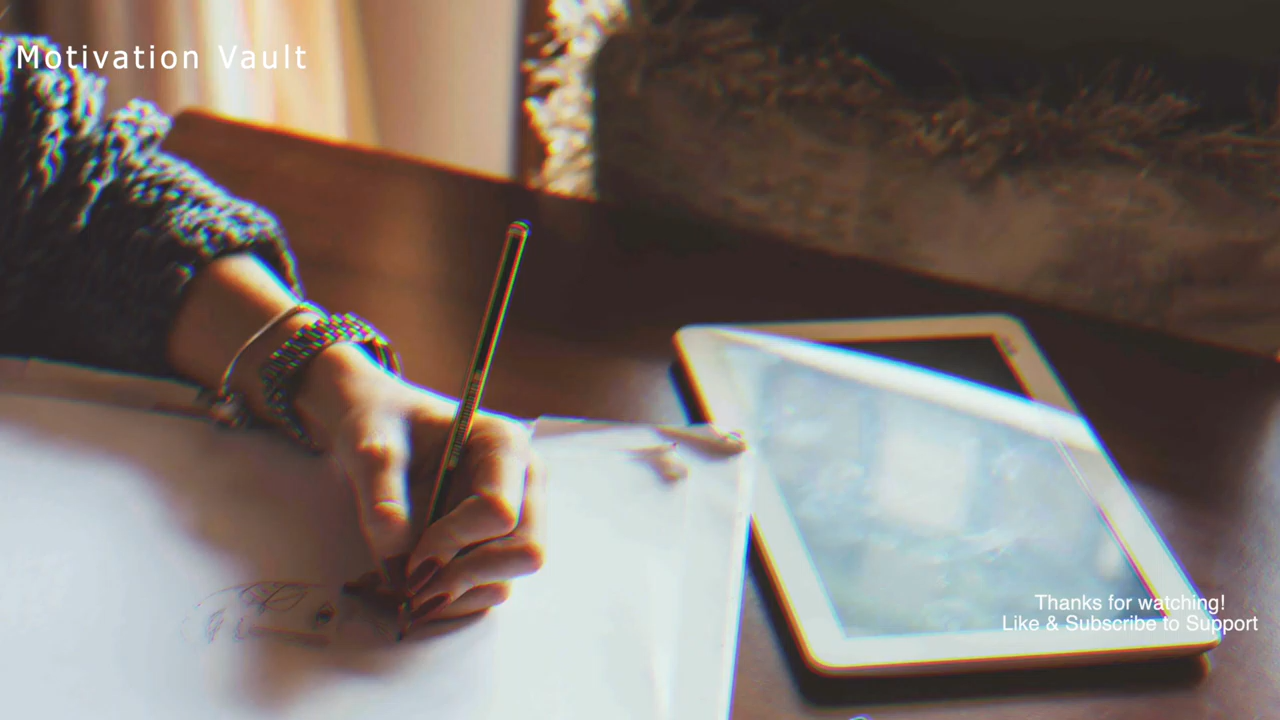 Motivation Vault
Thanks for watching!
Like & Subscribe to Support